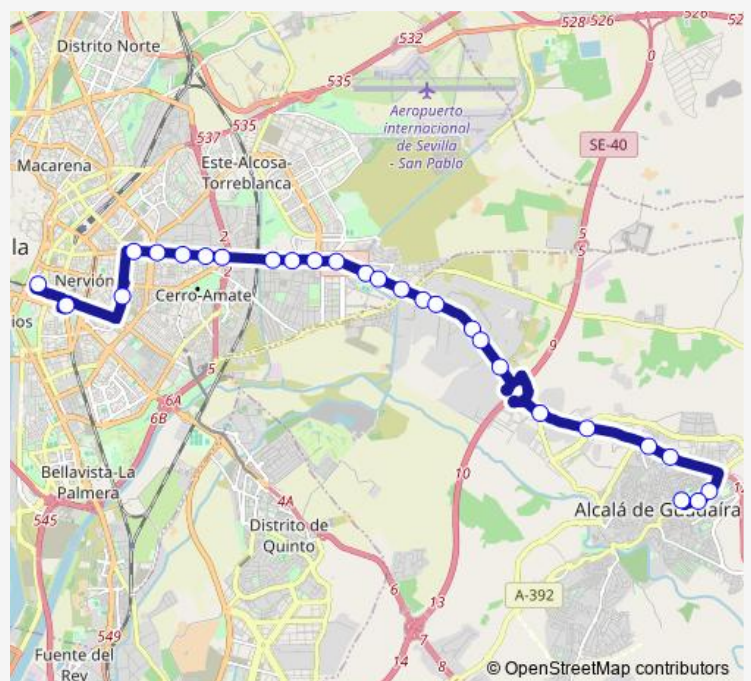 Distrito Norte
532
528
526
526
527
0
535
535
537
Aeropuerto
internacional
de Sevilla
- San Pablo
SE-40
Macarena
Este-Alcosa-
Torreblanca
5
5
la
2
2
Nervión
Cerro-Amate
ios
9
6A
6B
10
Bellavista-La
Palmera
4A
545
Distrito de
Quinto
Alcalá de Guadaíra
A-392
6
13
7
14
8
549
Fuente del
Rey
© OpenStreetMap contributors